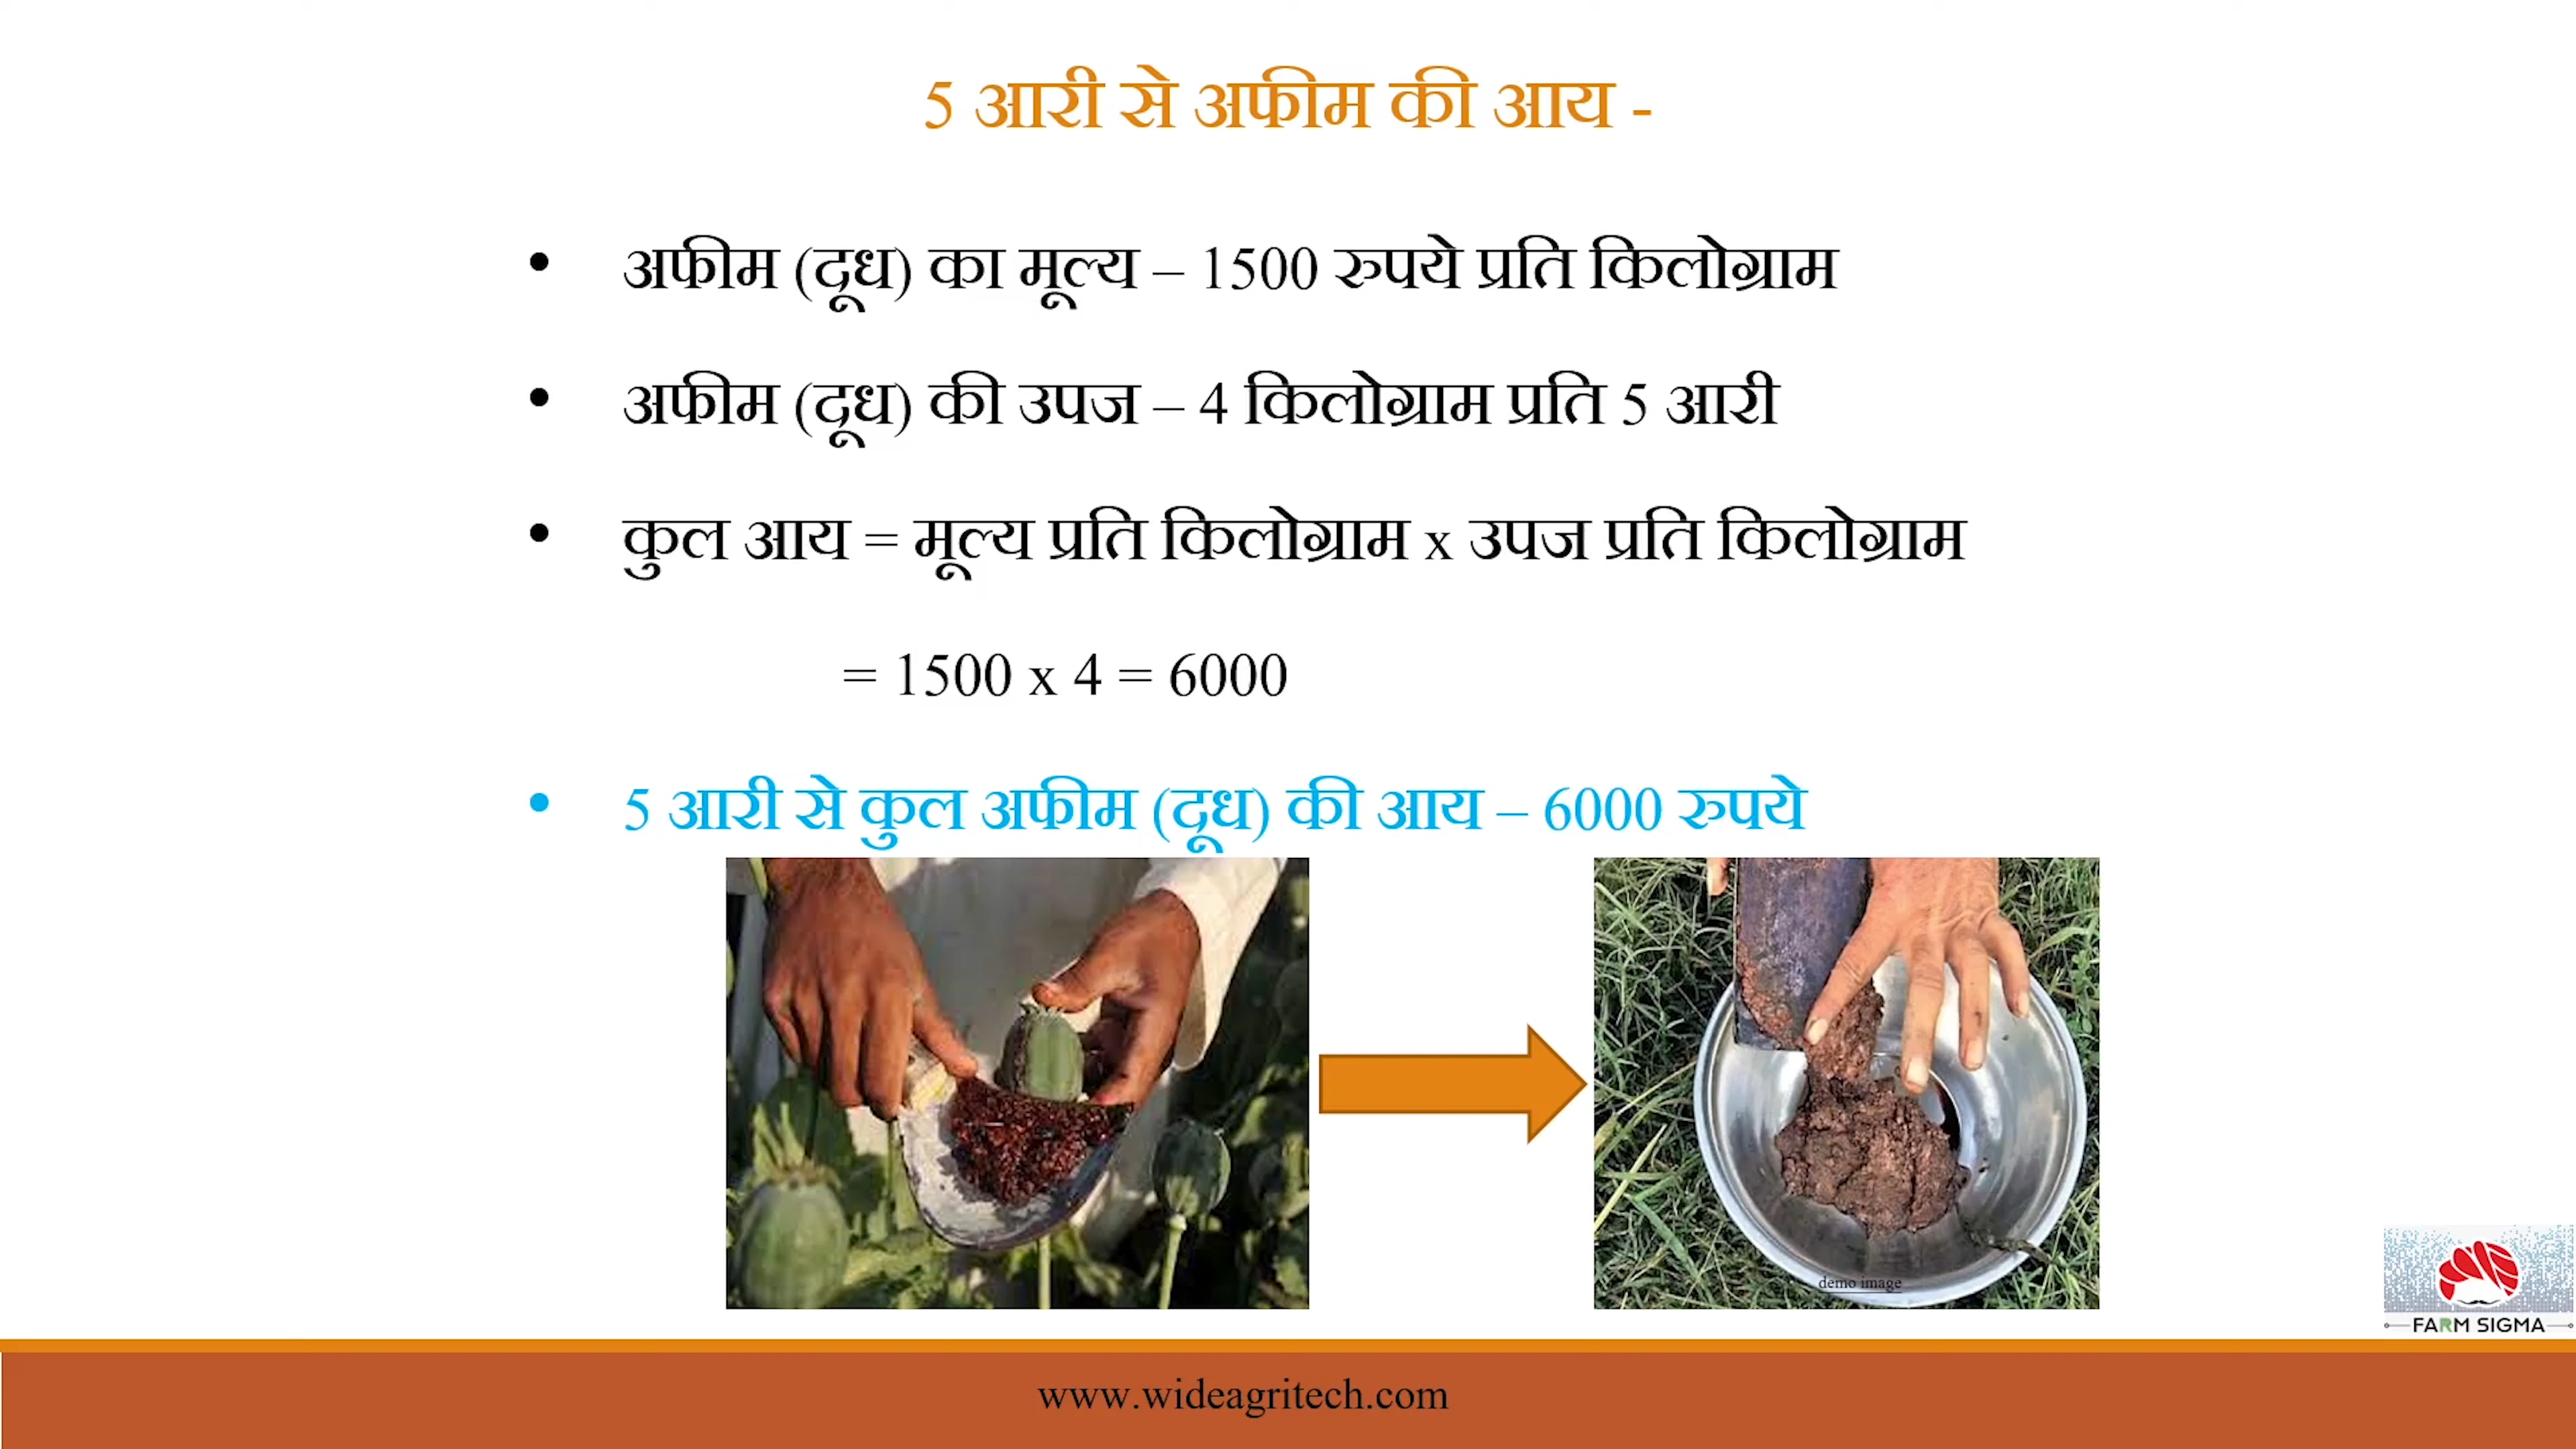 5 आरी से अफीम की आय -
• अफीम (दूध) का मूल्य – 1500 रुपये प्रति किलोग्राम
• अफीम (दूध) की उपज – 4 किलोग्राम प्रति 5 आरी
• कुल आय = मूल्य प्रति किलोग्राम x उपज प्रति किलोग्राम
= 1500 x 4 = 6000
• 5 आरी से कुल अफीम (दूध) की आय – 6000 रुपये
demo image
FARM SIGMA
www.wideagritech.com